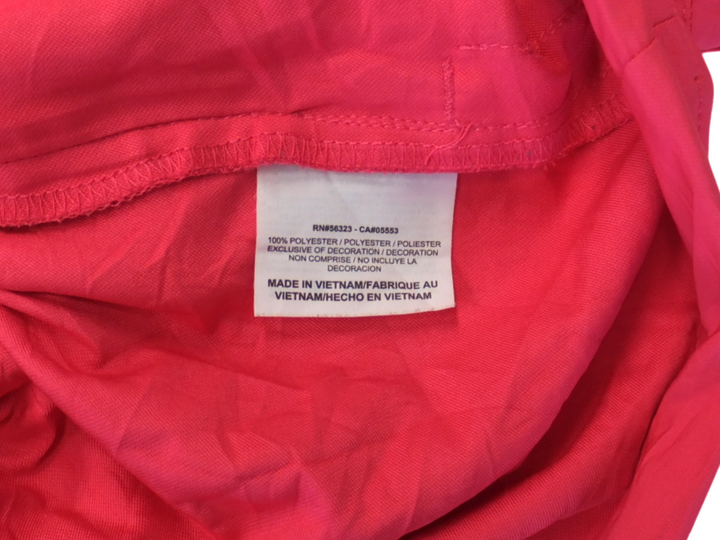 RN#56323 - CA#05553
100% POLYESTER / POLYESTER / POLIESTER
EXCLUSIVE OF DECORATION / DECORATION
NON COMPRISE / NO INCLUYE LA
DECORACION
MADE IN VIETNAM/FABRIQUE AU
VIETNAM/HECHO EN VIETNAM